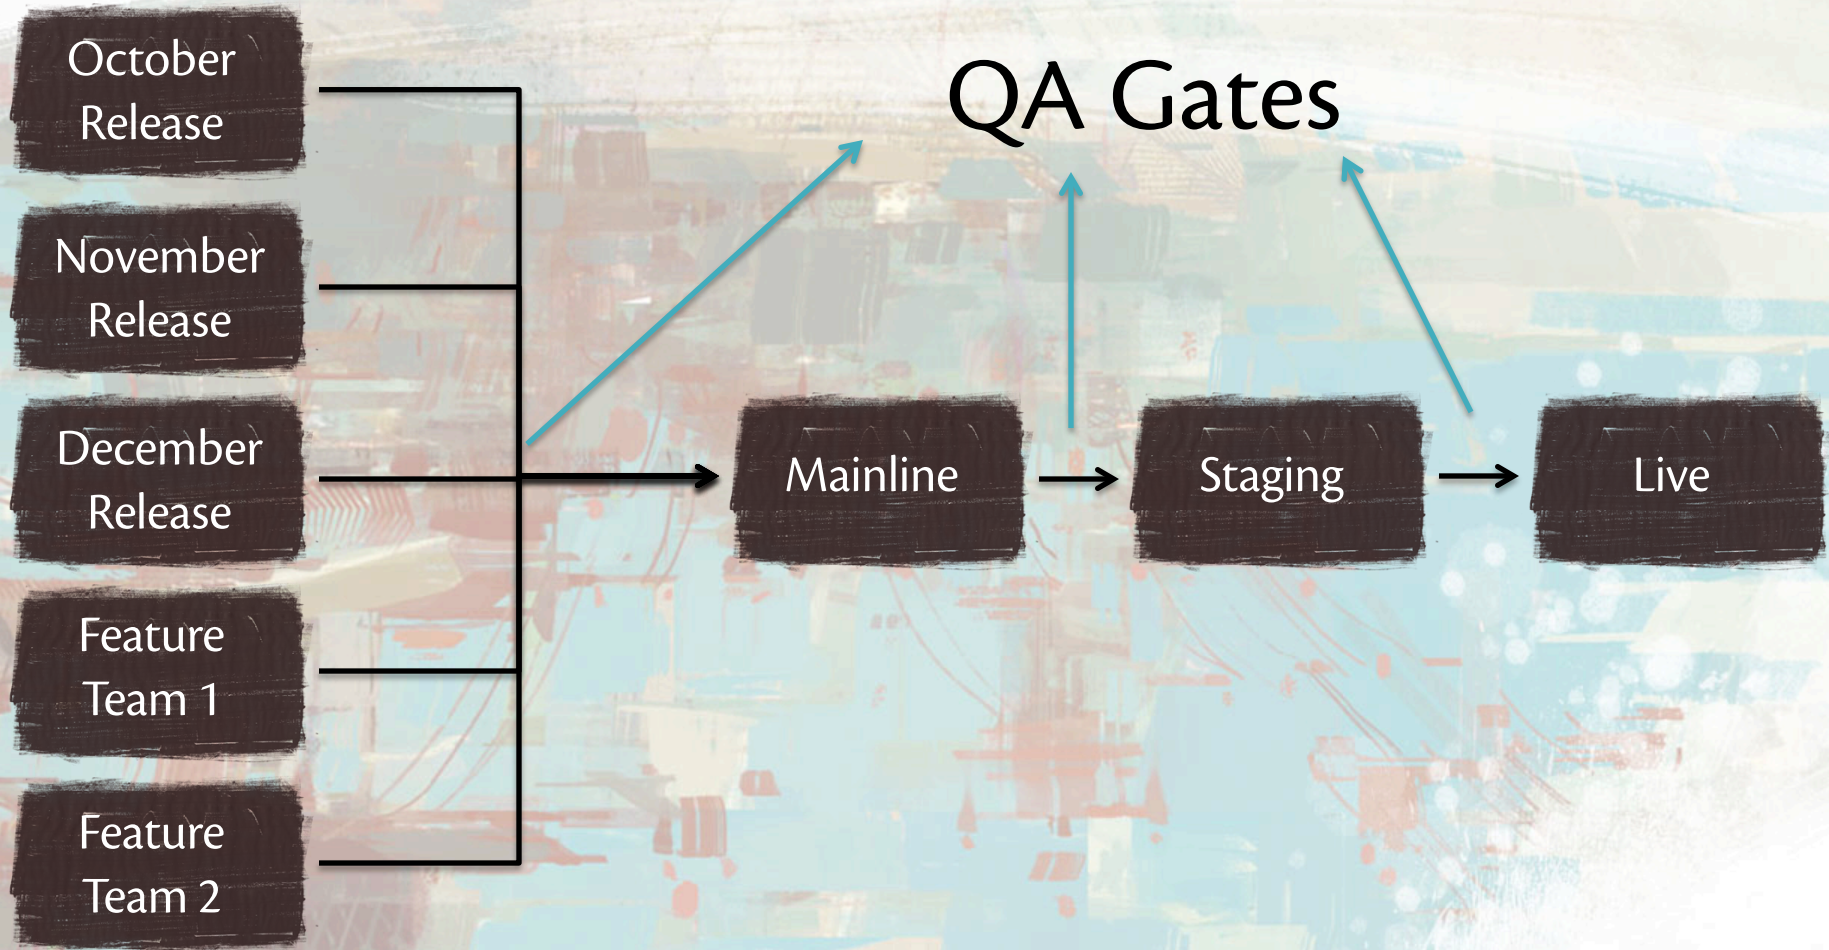 October
Release
QA Gates
November
Release
December
Release
Mainline
Staging
Live
Feature
Team 1
Feature
Team 2